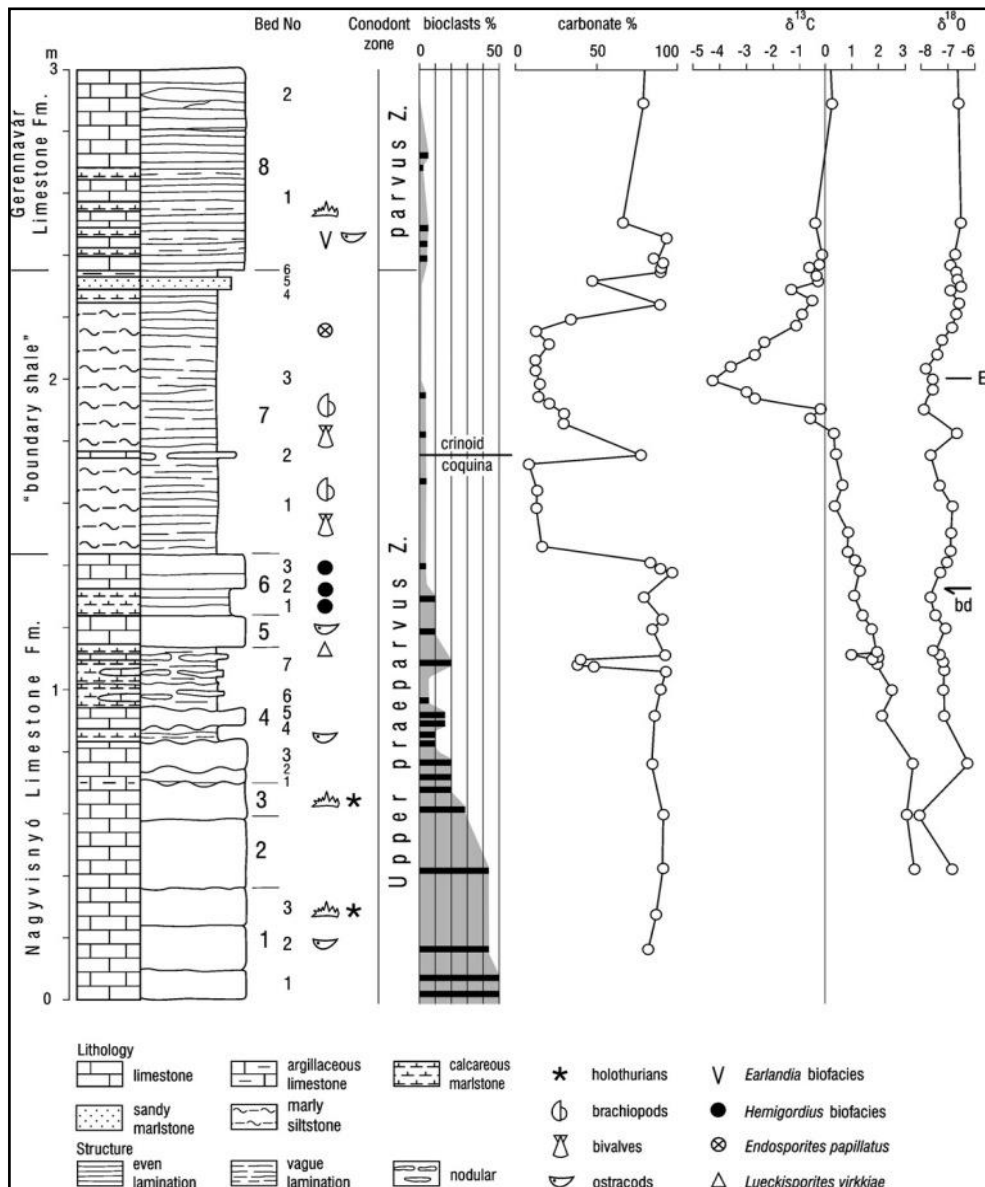 Bed No Conodont zone bioclasts % carbonate % δ13C δ18O
0 50 0 50 100 -5 -4 -3 -2 -1 0 1 2 3 -8 -7 -6
m
3
2
1
0
Gerennavár Limestone Fm.
"boundary shale"
Nagyvisnyó Limestone Fm.
2
8
1
V
6
5
4
3
7
2
1
3
6 2
1
5
7
6
4 5
4
3
2
1
3
2
3
1 2
1
parvus Z.
Upper praeparvus Z.
crinoid
coquina
E
bd
Lithology
limestone
argillaceous limestone
calcareous marlstone
sandy marlstone
marly siltstone
Structure
even lamination
vague lamination
nodular
holothurians
brachiopods
bivalves
ostracods
V Earlandia biofacies
Hemigordius biofacies
Endosporites papillatus
Lueckisporites virkkiae